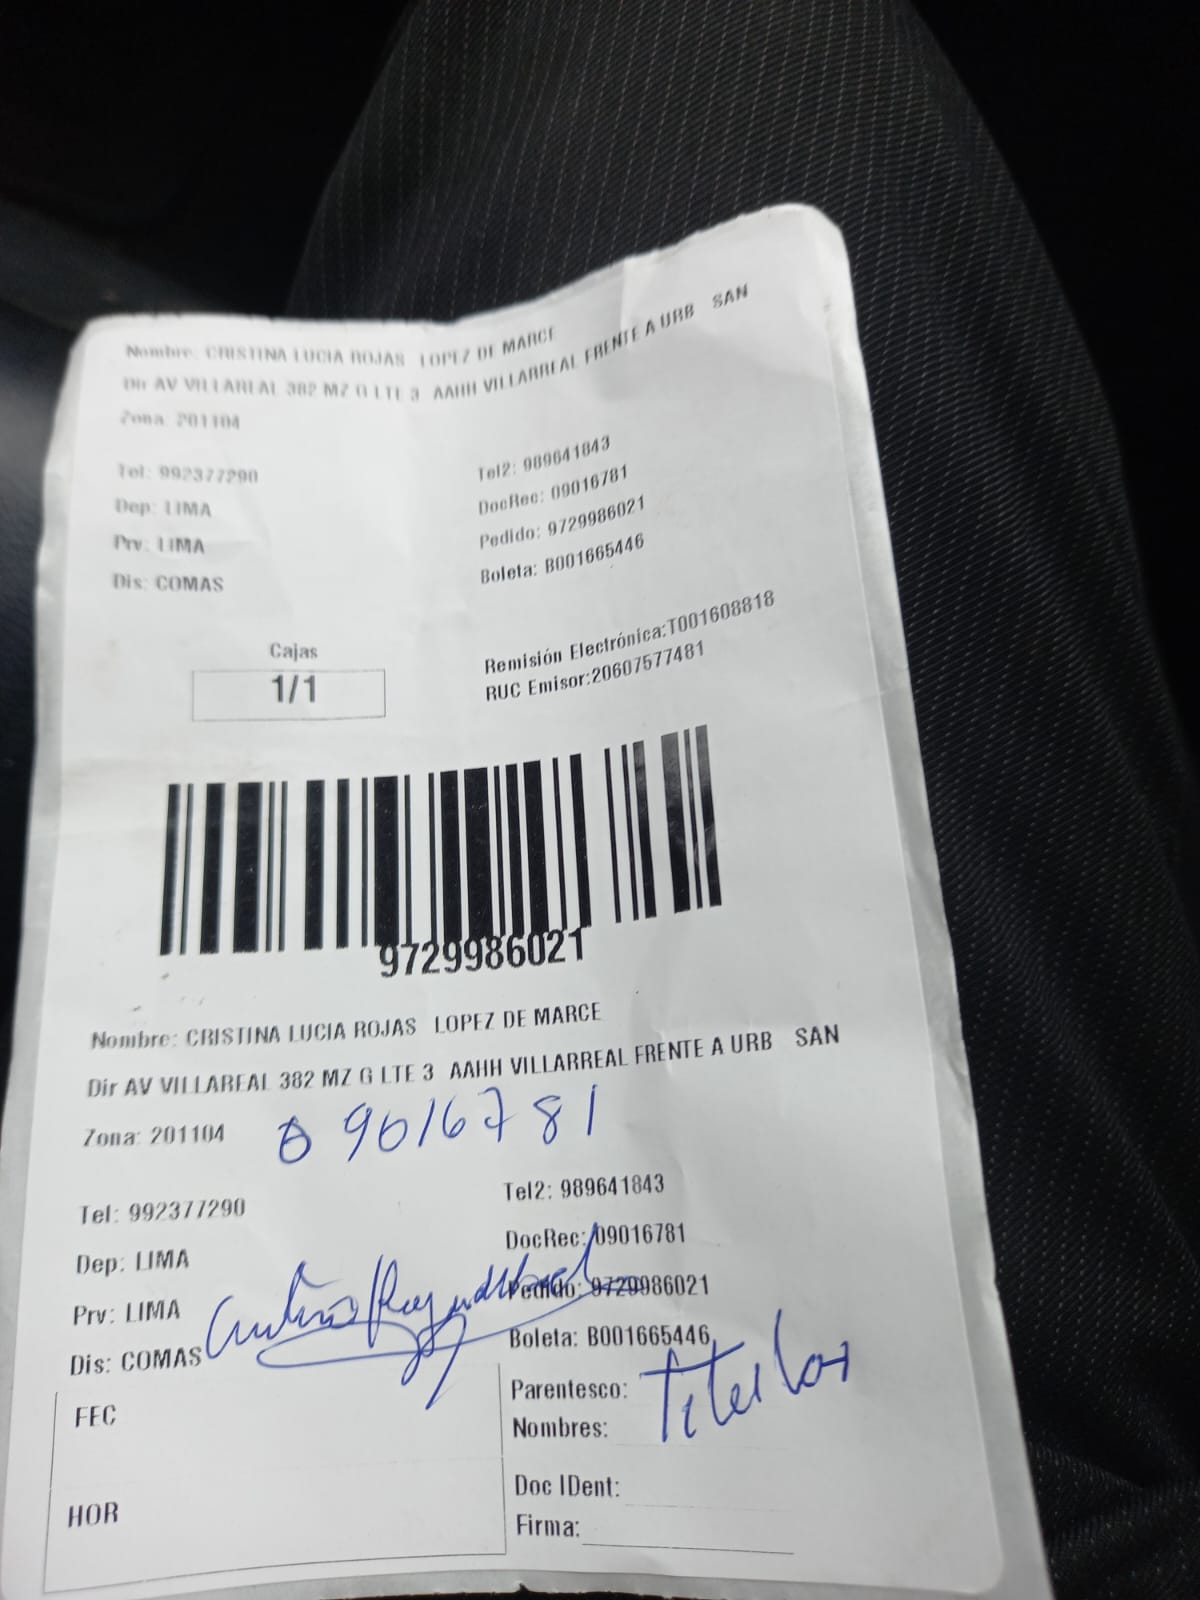 Nombre: CRISTINA LUCIA ROJAS LOPEZ DE MARCE
Dir AV VILLAREAL 382 MZ G LTE 3 AAHH VILLARREAL FRENTE A URB SAN
Zona: 201104
Tel: 992377290 Tel2: 989641843
Dep: LIMA DocRec: 09016781
Prv: LIMA Pedido: 9729986021
Dis: COMAS Boleta: B001665446
Cajas
1/1
Remisión Electrónica:T001608818
RUC Emisor:20607577481
9729986021
Nombre: CRISTINA LUCIA ROJAS LOPEZ DE MARCE
Dir AV VILLAREAL 382 MZ G LTE 3 AAHH VILLARREAL FRENTE A URB SAN
Zona: 201104 09016781
Tel: 992377290 Tel2: 989641843
Dep: LIMA DocRec: 09016781
Prv: LIMA Pedido: 9729986021
Dis: COMAS Boleta: B001665446
FEC
Parentesco: Titular
Nombres:
Doc IDent:
HOR
Firma: